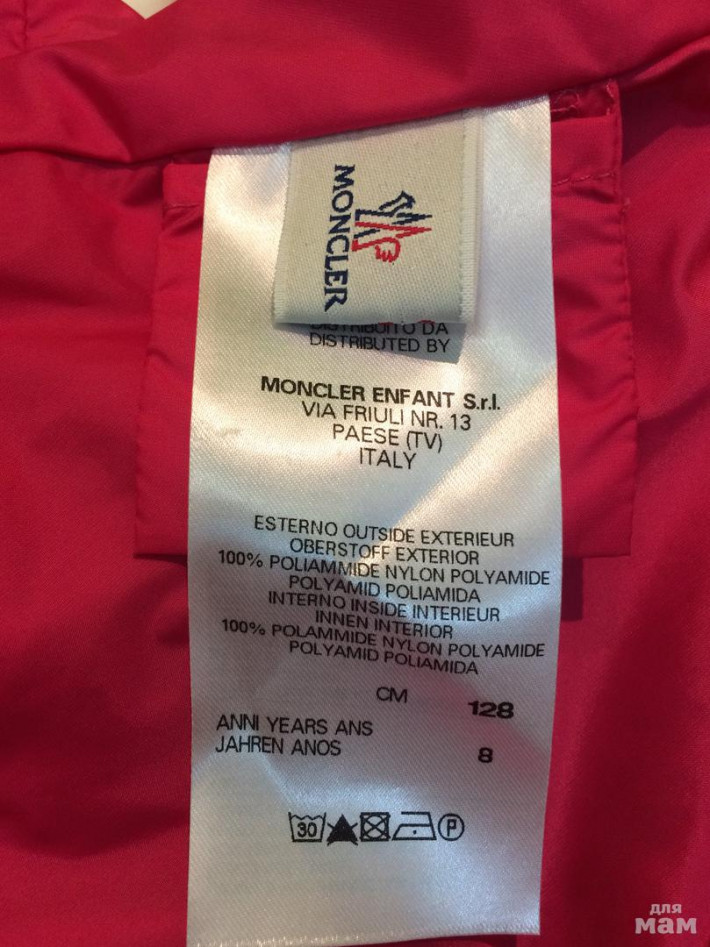 MONCLER
DISTRIBUITO DA
DISTRIBUTED BY
MONCLER ENFANT S.r.l.
VIA FRIULI NR. 13
PAESE (TV)
ITALY
ESTERNO OUTSIDE EXTERIEUR
OBERSTOFF EXTERIOR
100% POLIAMMIDE NYLON POLYAMIDE
POLYAMID POLIAMIDA
INTERNO INSIDE INTERIEUR
INNEN INTERIOR
100% POLAMMIDE NYLON POLYAMIDE
POLYAMID POLIAMIDA
CM 128
ANNI YEARS ANS
JAHREN ANOS 8
30 P
для
мам